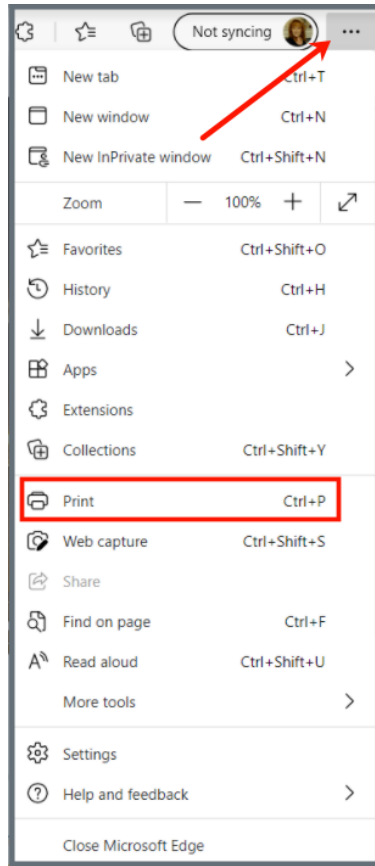 Not syncing
New tab Ctrl+T
New window Ctrl+N
New InPrivate window Ctrl+Shift+N
Zoom — 100% +
Favorites Ctrl+Shift+O
History Ctrl+H
Downloads Ctrl+J
Apps
Extensions
Collections Ctrl+Shift+Y
Print Ctrl+P
Web capture Ctrl+Shift+S
Share
Find on page Ctrl+F
Read aloud Ctrl+Shift+U
More tools
Settings
Help and feedback
Close Microsoft Edge